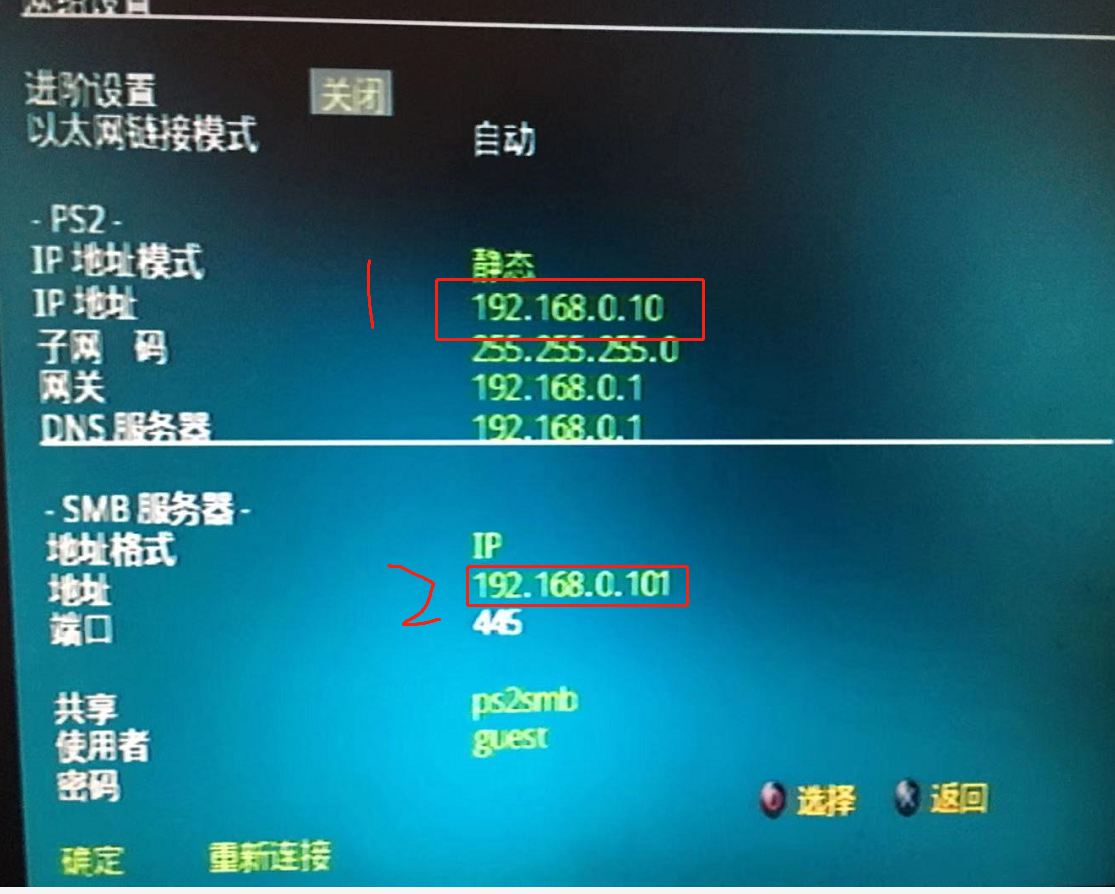 网络设置
进阶设置 关闭
以太网链接模式 自动
- PS2 -
IP 地址模式 静态
IP 地址 192.168.0.10
子网 码 255.255.255.0
网关 192.168.0.1
DNS 服务器 192.168.0.1
- SMB 服务器 -
地址格式 IP
地址 192.168.0.101
端口 445
共享 ps2smb
使用者 guest
密码
选择 返回
确定 重新连接